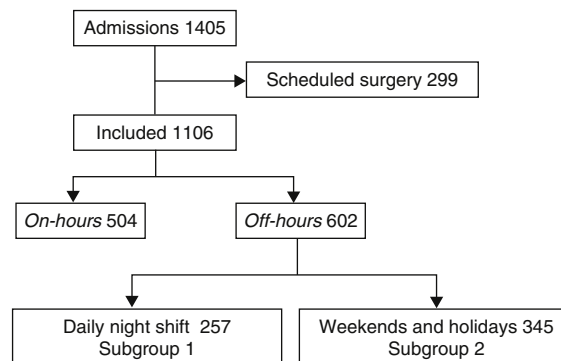 Admissions 1405
Scheduled surgery 299
Included 1106
On-hours 504
Off-hours 602
Daily night shift 257
Subgroup 1
Weekends and holidays 345
Subgroup 2